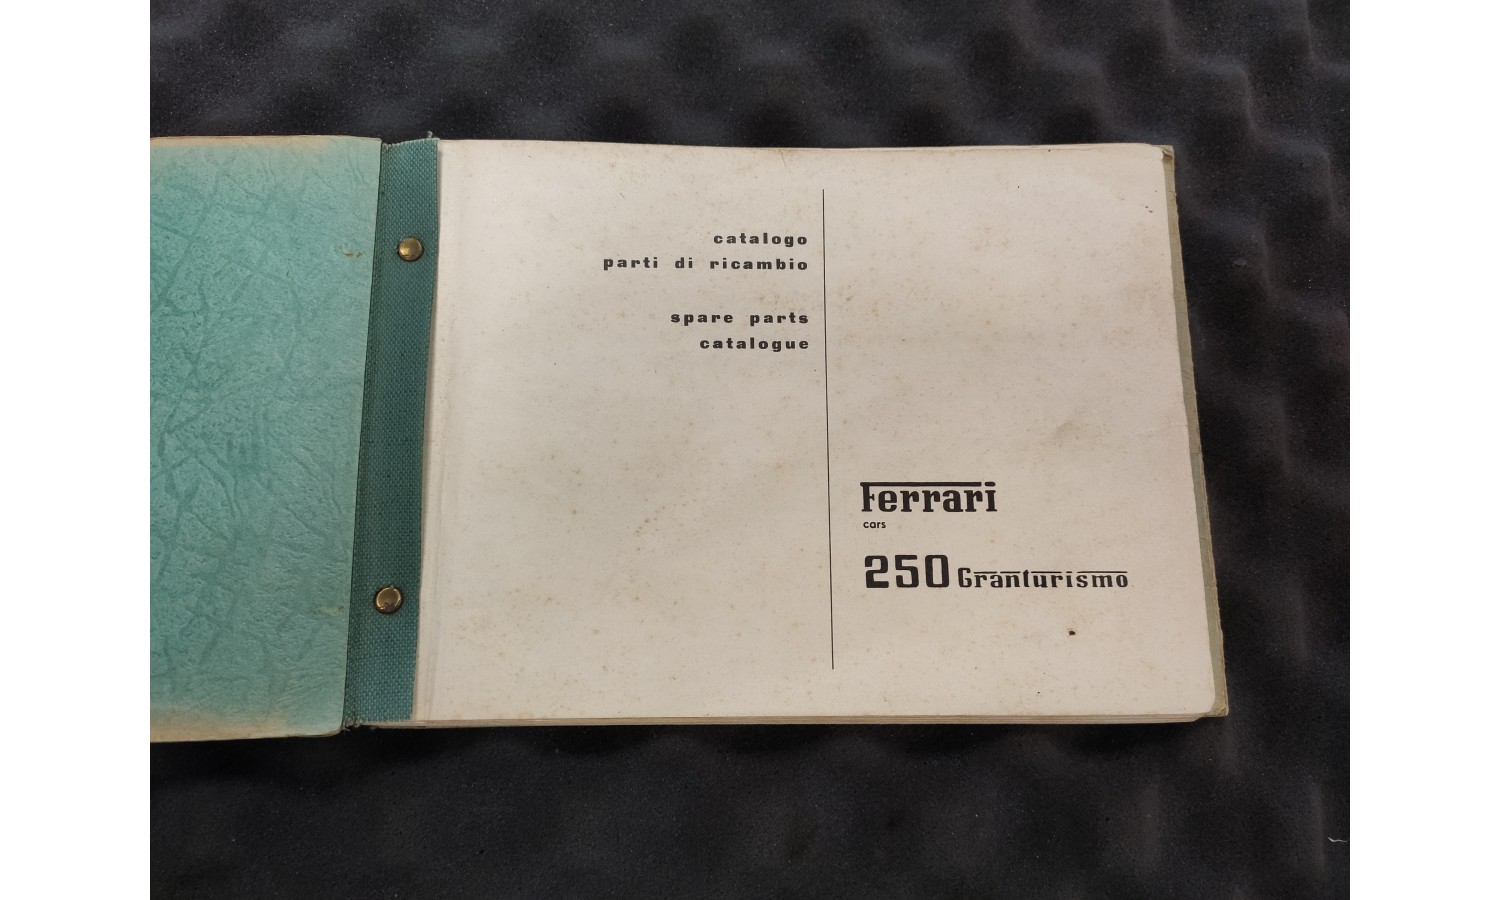 catalogo
parti di ricambio
spare parts
catalogue
Ferrari
cars
250 Granturismo